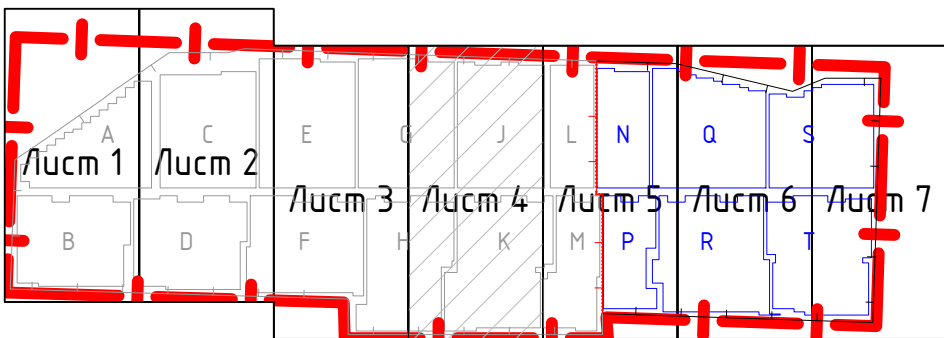 A C E G J L N Q S
Лист 1 Лист 2
Лист 3 Лист 4 Лист 5 Лист 6 Лист 7
B D F H K M P R T